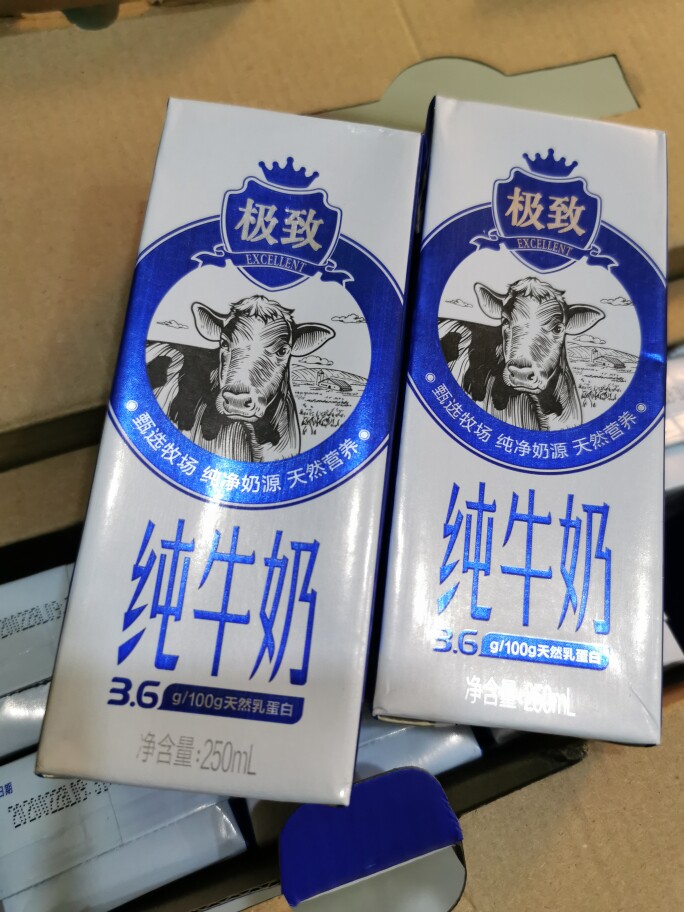 极致
EXCELLENT
甄选牧场 纯净奶源 天然营养
纯牛奶
3.6 g/100g天然乳蛋白
净含量:250mL
极致
EXCELLENT
甄选牧场 纯净奶源 天然营养
纯牛奶
3.6 g/100g天然乳蛋白
净含量:250mL